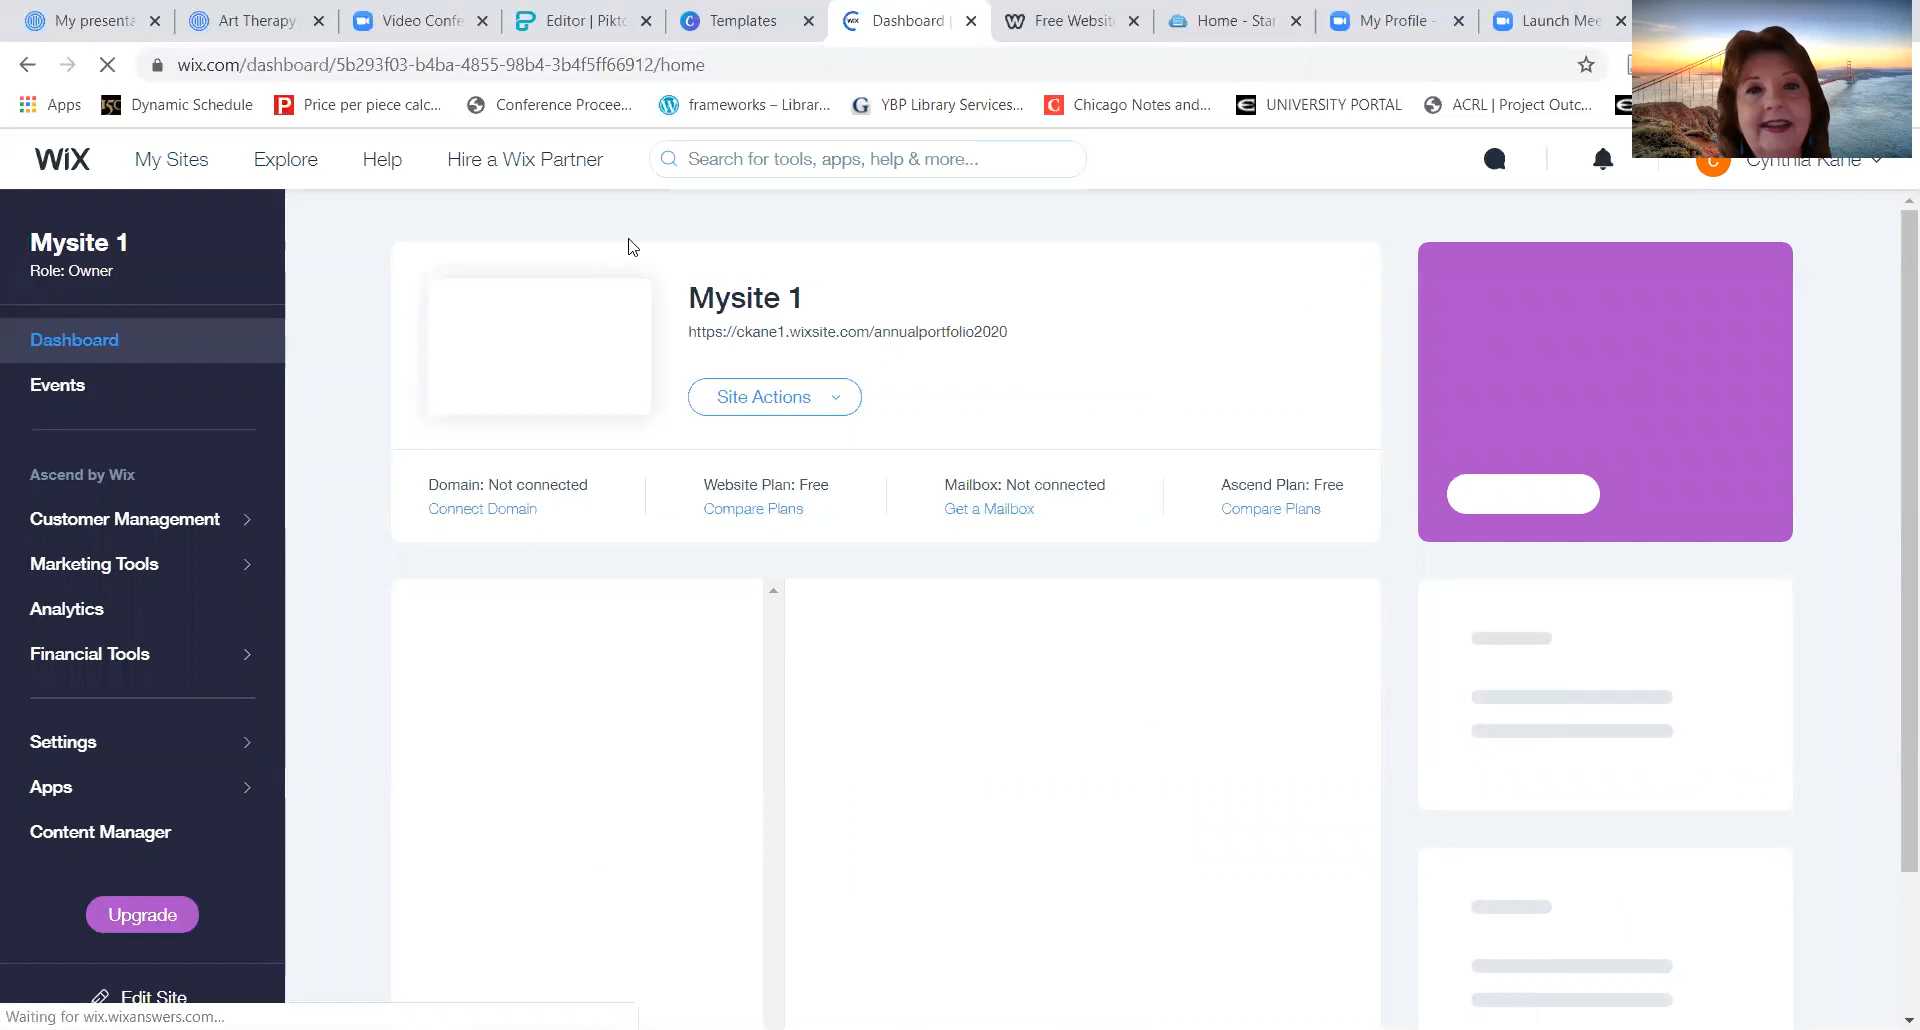 My presenta
Art Therapy
Video Confe
Editor | Pikto
Templates
Dashboard |
Free Websit
Home - Star
My Profile -
Launch Mee
wix.com/dashboard/5b293f03-b4ba-4855-98b4-3b4f5ff66912/home
Apps
Dynamic Schedule
Price per piece calc...
Conference Procee...
frameworks – Librar...
YBP Library Services...
Chicago Notes and...
UNIVERSITY PORTAL
ACRL | Project Outc...
WiX
My Sites
Explore
Help
Hire a Wix Partner
Search for tools, apps, help & more...
C
Cynthia Kane
Mysite 1
Role: Owner
Dashboard
Events
Ascend by Wix
Customer Management
Marketing Tools
Analytics
Financial Tools
Settings
Apps
Content Manager
Upgrade
Edit Site
Mysite 1
https://ckane1.wixsite.com/annualportfolio2020
Site Actions
Domain: Not connected
Connect Domain
Website Plan: Free
Compare Plans
Mailbox: Not connected
Get a Mailbox
Ascend Plan: Free
Compare Plans
Waiting for wix.wixanswers.com...